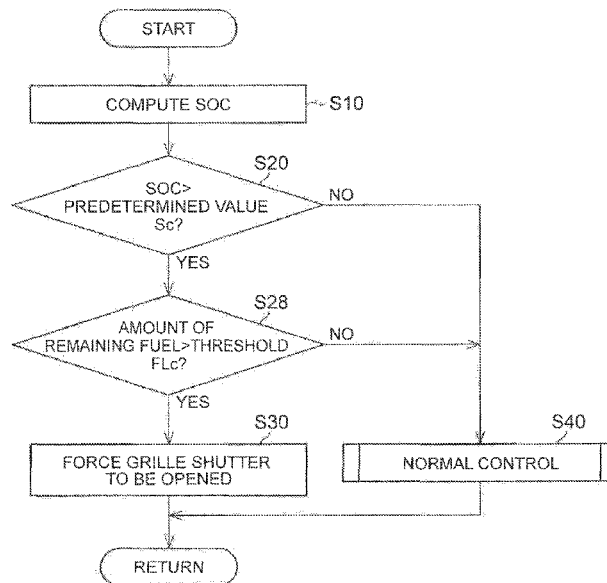 START
COMPUTE SOC
S10
S20
SOC>
PREDETERMINED VALUE
Sc?
NO
YES
S28
AMOUNT OF
REMAINING FUEL>THRESHOLD
FLc?
NO
YES
S30
FORCE GRILLE SHUTTER
TO BE OPENED
S40
NORMAL CONTROL
RETURN